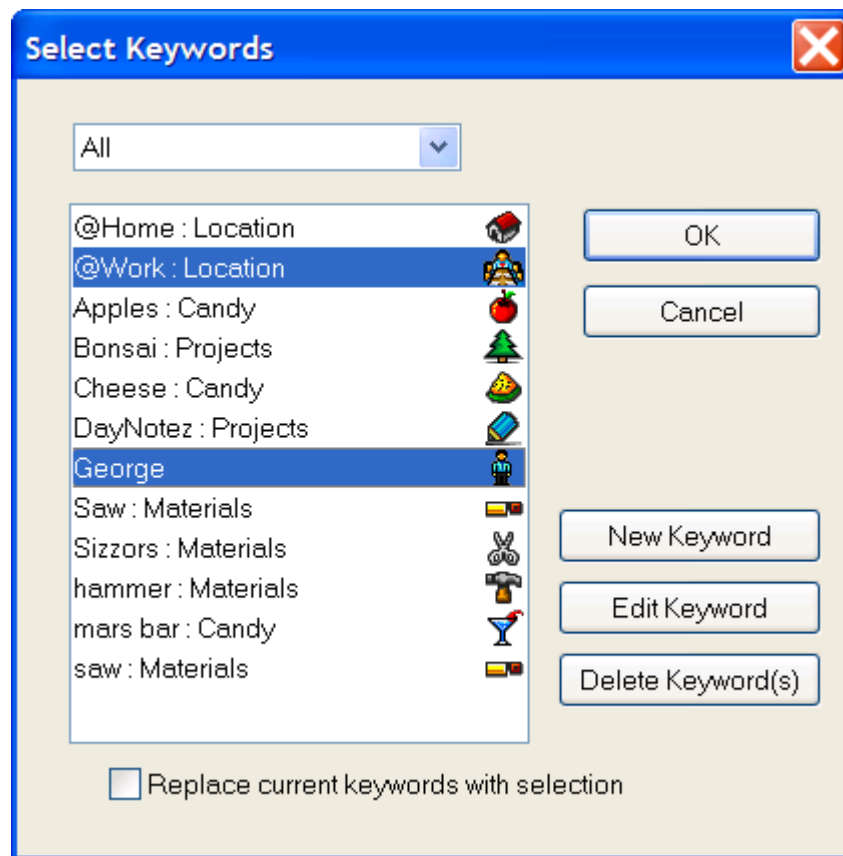 Select Keywords
All
@Home : Location
@Work : Location
Apples : Candy
Bonsai : Projects
Cheese : Candy
DayNotez : Projects
George
Saw : Materials
Sizzors : Materials
hammer : Materials
mars bar : Candy
saw : Materials
OK
Cancel
New Keyword
Edit Keyword
Delete Keyword(s)
Replace current keywords with selection